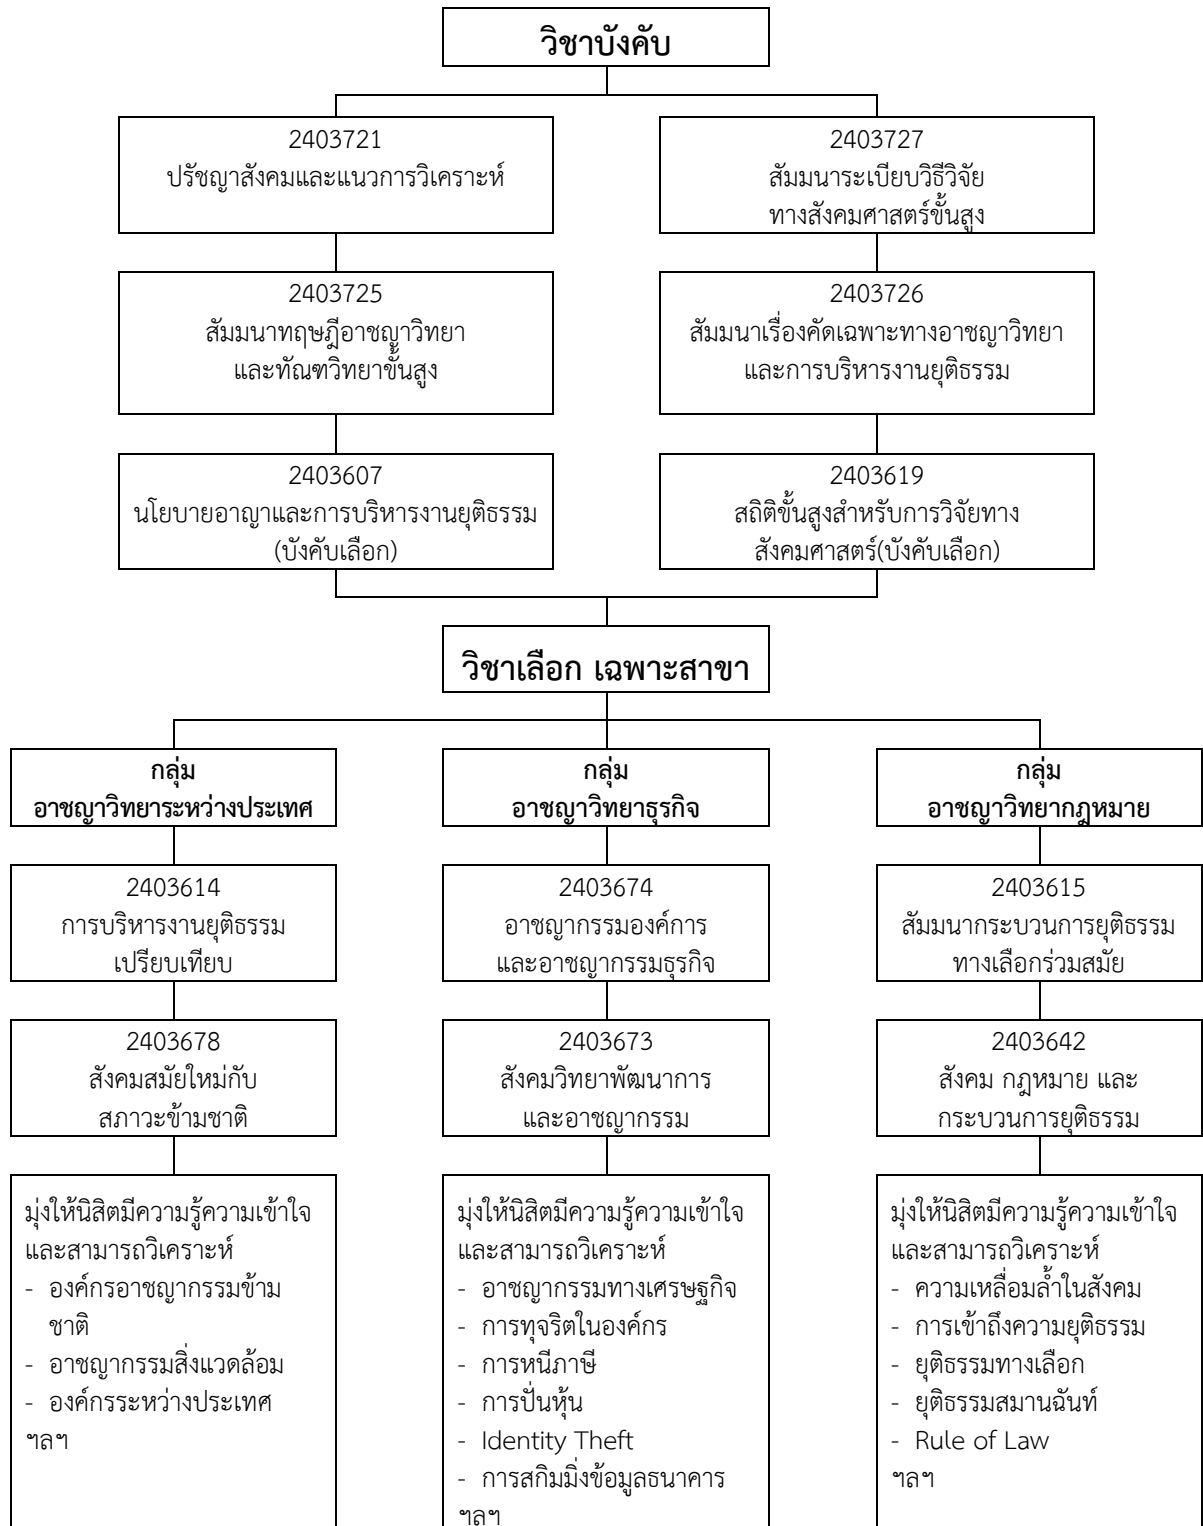 วิชาบังคับ
2403721
ปรัชญาสังคมและแนวการวิเคราะห์
2403727
สัมมนาระเบียบวิธีวิจัย
ทางสังคมศาสตร์ขั้นสูง
2403725
สัมมนาทฤษฎีอาชญาวิทยา
และทัณฑวิทยาขั้นสูง
2403726
สัมมนาเรื่องคัดเฉพาะทางอาชญาวิทยา
และการบริหารงานยุติธรรม
2403607
นโยบายอาญาและการบริหารงานยุติธรรม
(บังคับเลือก)
2403619
สถิติขั้นสูงสำหรับการวิจัยทาง
สังคมศาสตร์(บังคับเลือก)
วิชาเลือก เฉพาะสาขา
กลุ่ม
อาชญาวิทยาระหว่างประเทศ
กลุ่ม
อาชญาวิทยาธุรกิจ
กลุ่ม
อาชญาวิทยากฎหมาย
2403614
การบริหารงานยุติธรรม
เปรียบเทียบ
2403674
อาชญากรรมองค์การ
และอาชญากรรมธุรกิจ
2403615
สัมมนากระบวนการยุติธรรม
ทางเลือกร่วมสมัย
2403678
สังคมสมัยใหม่กับ
สภาวะข้ามชาติ
2403673
สังคมวิทยาพัฒนาการ
และอาชญากรรม
2403642
สังคม กฎหมาย และ
กระบวนการยุติธรรม
มุ่งให้นิสิตมีความรู้ความเข้าใจ
และสามารถวิเคราะห์
- องค์กรอาชญากรรมข้าม
ชาติ
- อาชญากรรมสิ่งแวดล้อม
- องค์กรระหว่างประเทศ
ฯลฯ
มุ่งให้นิสิตมีความรู้ความเข้าใจ
และสามารถวิเคราะห์
- อาชญากรรมทางเศรษฐกิจ
- การทุจริตในองค์กร
- การหนีภาษี
- การปั่นหุ้น
- Identity Theft
- การสกิมมิ่งข้อมูลธนาคาร
ฯลฯ
มุ่งให้นิสิตมีความรู้ความเข้าใจ
และสามารถวิเคราะห์
- ความเหลื่อมล้ำในสังคม
- การเข้าถึงความยุติธรรม
- ยุติธรรมทางเลือก
- ยุติธรรมสมานฉันท์
- Rule of Law
ฯลฯ